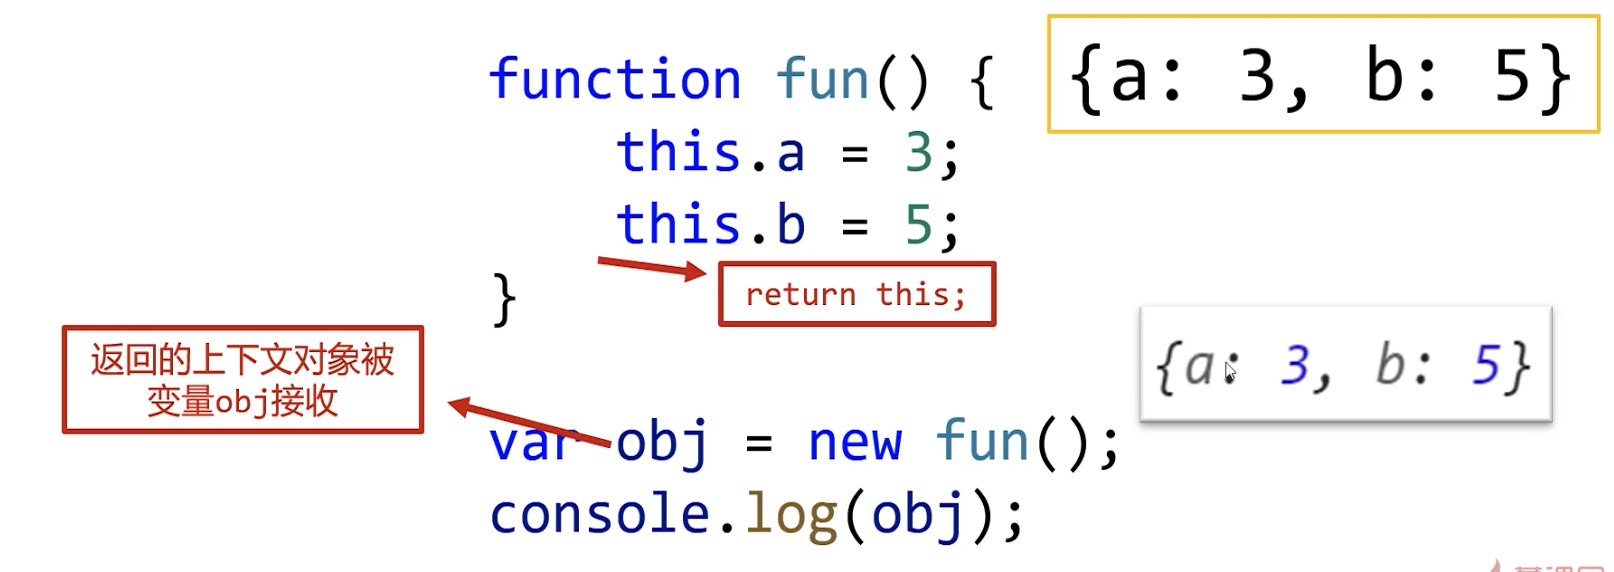 function fun() {
    this.a = 3;
    this.b = 5;
return this;
}
{a: 3, b: 5}
{a: 3, b: 5}
返回的上下文对象被
变量obj接收
var obj = new fun();
console.log(obj);